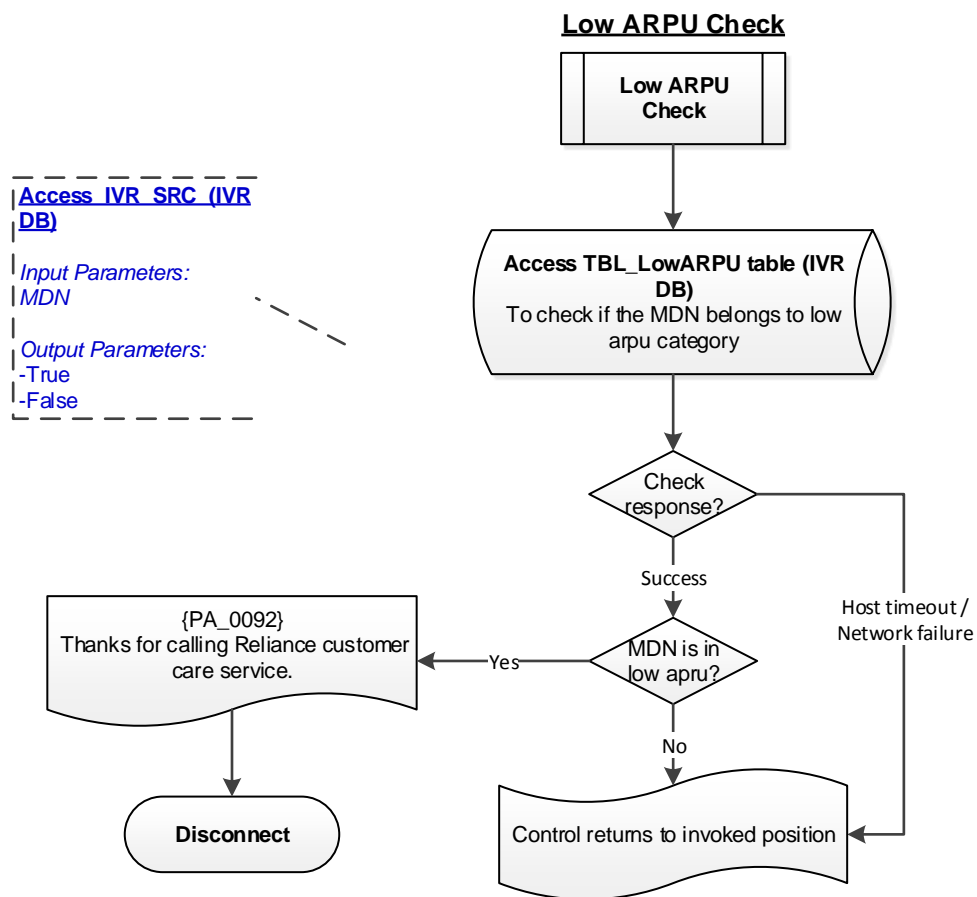 Low ARPU Check
Low ARPU
Check
Access IVR_SRC (IVR
DB)
Input Parameters:
MDN
Output Parameters:
-True
-False
Access TBL_LowARPU table (IVR
DB)
To check if the MDN belongs to low
arpu category
Check
response?
Success
Host timeout /
Network failure
MDN is in
low apru?
Yes
{PA_0092}
Thanks for calling Reliance customer
care service.
No
Disconnect
Control returns to invoked position